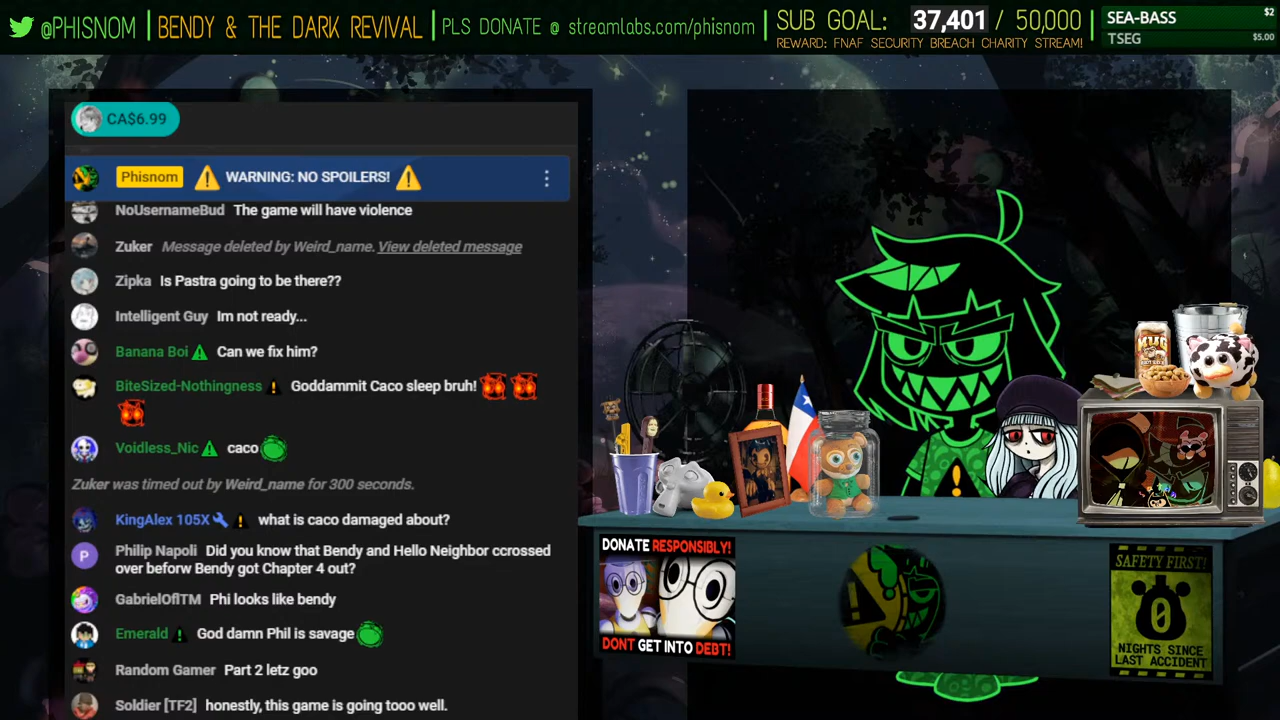 @PHISNOM | BENDY & THE DARK REVIVAL | PLS DONATE @ streamlabs.com/phisnom | SUB GOAL: 37,401 / 50,000
REWARD: FNAF SECURITY BREACH CHARITY STREAM!
SEA-BASS $2
TSEG $5.00
CA$6.99
Phisnom WARNING: NO SPOILERS!
NoUsernameBud The game will have violence
Zuker Message deleted by Weird_name. View deleted message
Zipka Is Pastra going to be there??
Intelligent Guy Im not ready...
Banana Boi Can we fix him?
BiteSized-Nothingness Goddammit Caco sleep bruh!
Voidless_Nic caco
Zuker was timed out by Weird_name for 300 seconds.
KingAlex 105X what is caco damaged about?
P Philip Napoli Did you know that Bendy and Hello Neighbor ccrossed
over beforw Bendy got Chapter 4 out?
GabrielOflTM Phi looks like bendy
Emerald God damn Phil is savage
Random Gamer Part 2 letz goo
Soldier [TF2] honestly, this game is going tooo well.
MUG
DONATE RESPONSIBLY!
DONT GET INTO DEBT!
SAFETY FIRST!
0
NIGHTS SINCE
LAST ACCIDENT